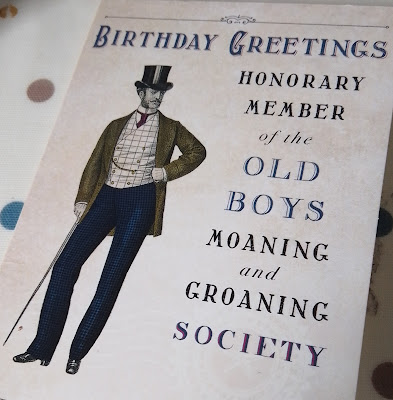 BIRTHDAY GREETINGS
HONORARY
MEMBER
of the
OLD
BOYS
MOANING
and
GROANING
SOCIETY